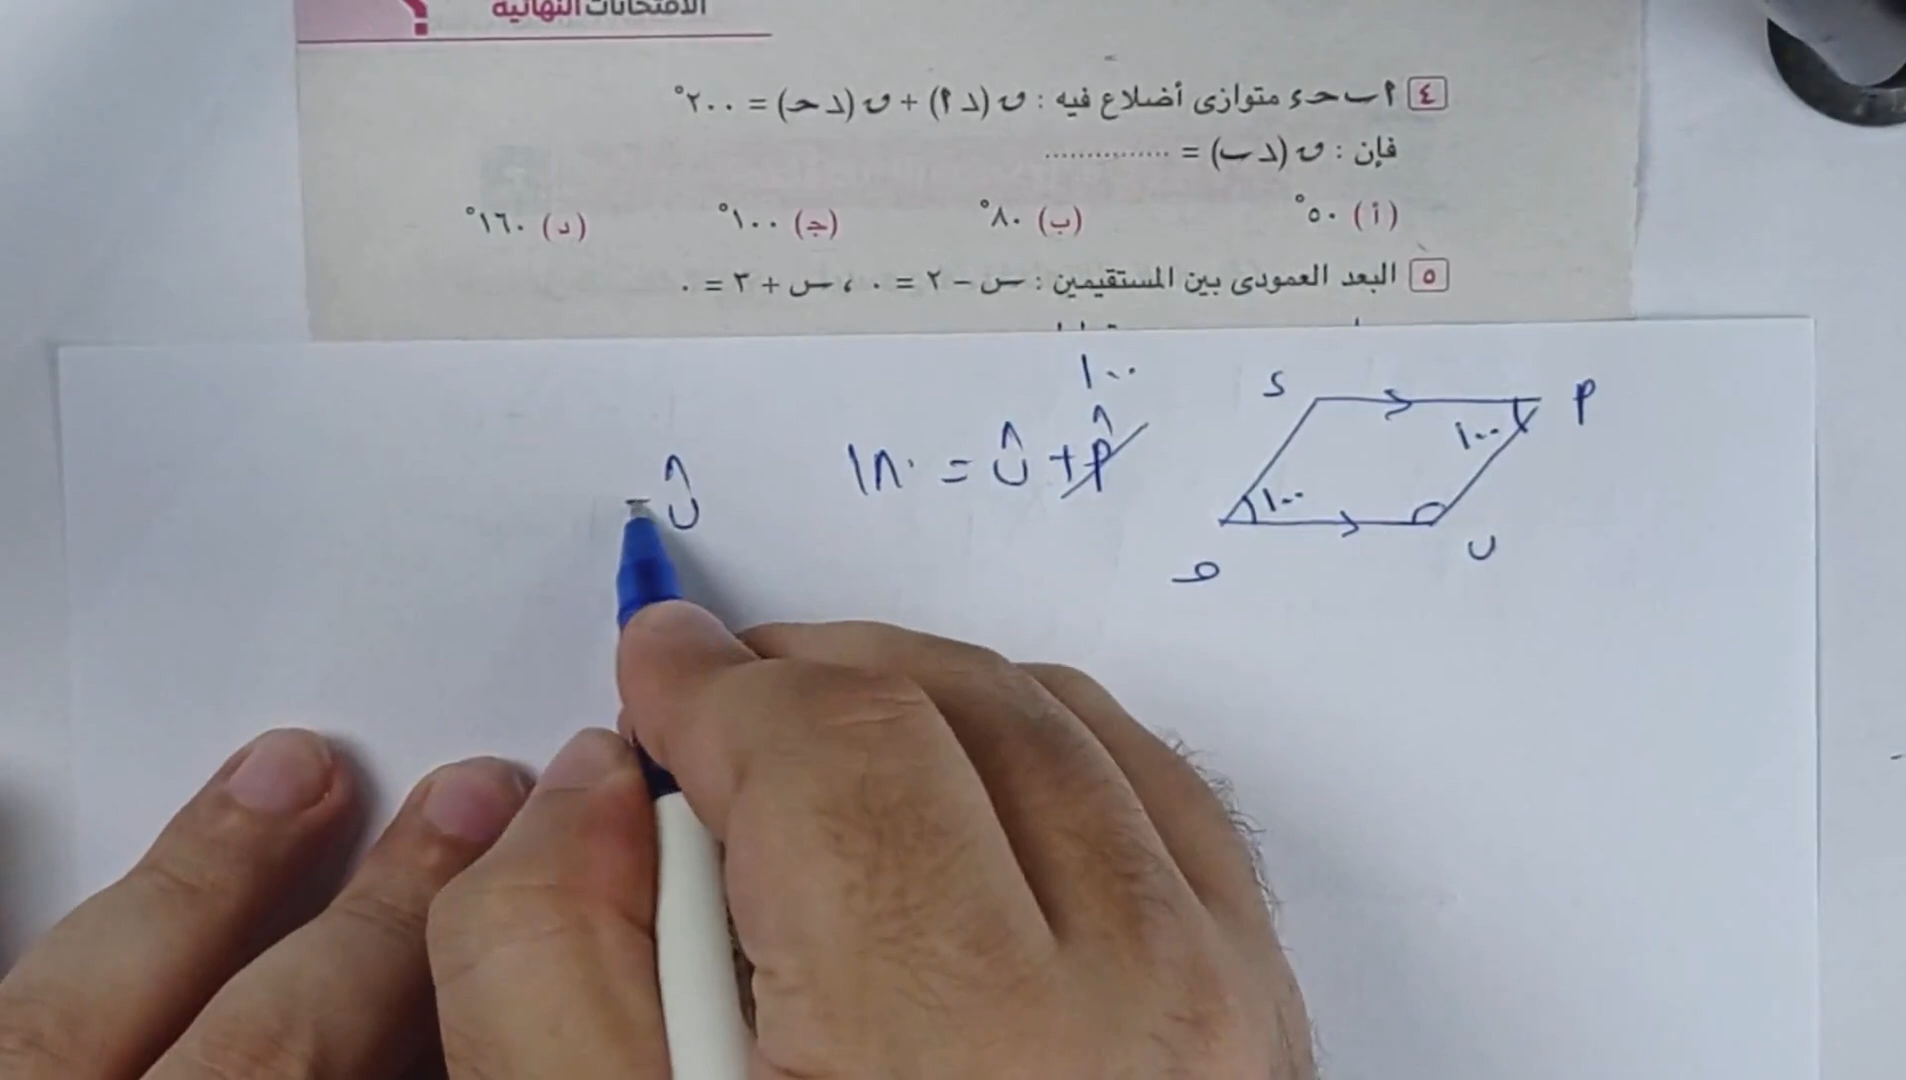 الامتحانات النهائية ؟
٤ ا ب ح ء متوازى أضلاع فيه : ن (د ا) + ن (د ح) = ٢٠٠°
فإن : ن (د ب) = ...............
(أ) ٥٠° (ب) ٨٠° (ج) ١٠٠° (د) ١٦٠°
٥ البعد العمودى بين المستقيمين : س - ٢ = ٠ ، س + ٣ = ٠
١٠٠
ا + ب = ١٨٠
ب =
ء ا
١٠٠
١٠٠
ح ب